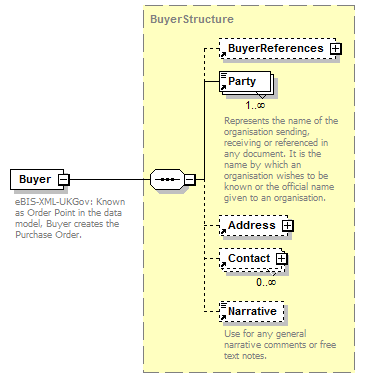 BuyerStructure
BuyerReferences
Party
1..∞
Represents the name of the
organisation sending,
receiving or referenced in
any document. It is the
name by which an
organisation wishes to
be known or the official name
given to an organisation.
Buyer
eBIS-XML-UKGov: Known
as Order Point in the data
model, Buyer creates the
Purchase Order.
Address
Contact
0..∞
Narrative
Use for any general
narrative comments or free
text notes.